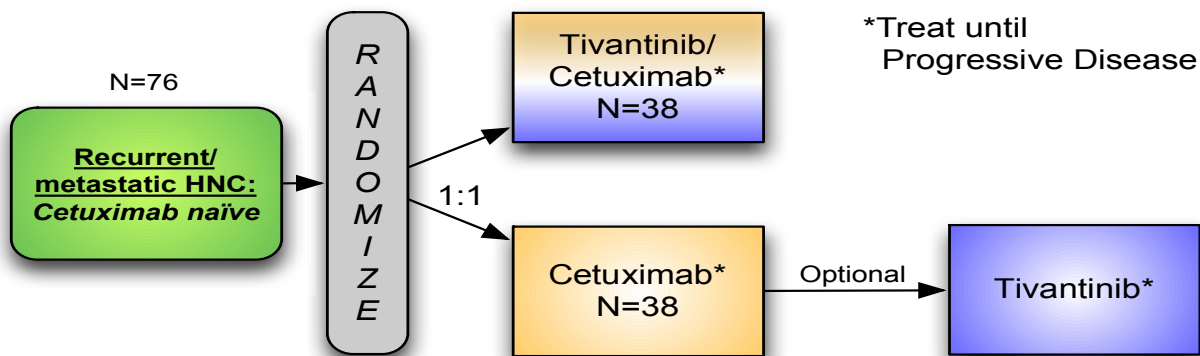 N=76
Recurrent/
metastatic HNC:
Cetuximab naïve
RANDOMIZE
1:1
Tivantinib/
Cetuximab*
N=38
*Treat until
Progressive Disease
Cetuximab*
N=38
Optional
Tivantinib*